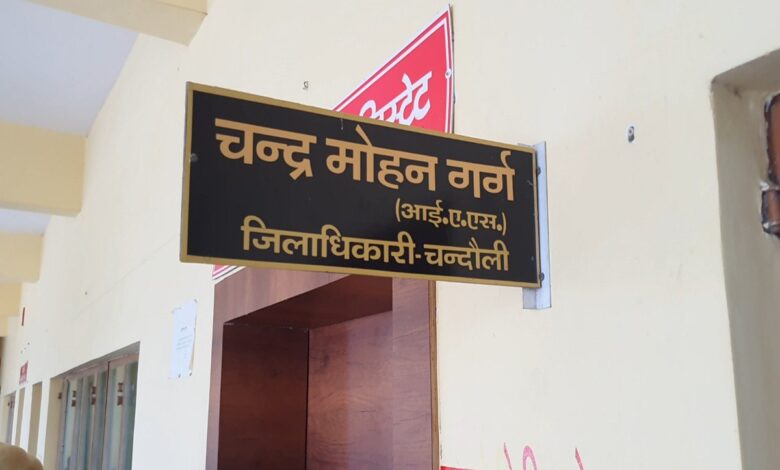 चन्द्र मोहन गर्ग
(आई.ए.एस.)
जिलाधिकारी-चन्दौली